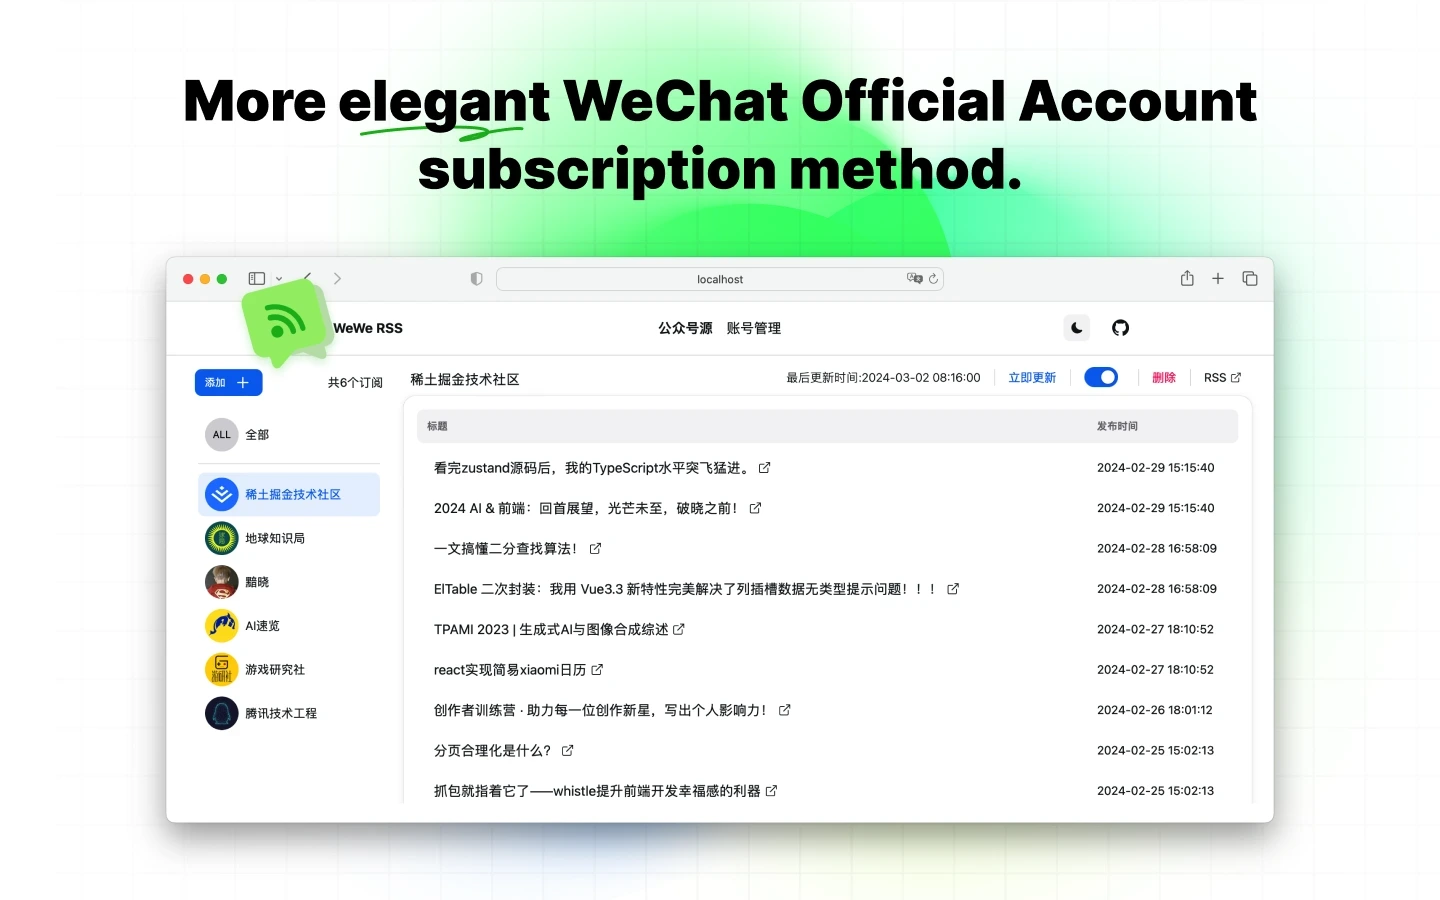 More elegant WeChat Official Account
subscription method.
localhost
WeWe RSS
公众号源 账号管理
添加
共6个订阅
稀土掘金技术社区
最后更新时间:2024-03-02 08:16:00
立即更新
删除
RSS
ALL 全部
稀土掘金技术社区
地球知识局
黯晓
AI速览
游戏研究社
腾讯技术工程
标题 发布时间
看完zustand源码后，我的TypeScript水平突飞猛进。 2024-02-29 15:15:40
2024 AI & 前端：回首展望，光芒未至，破晓之前！ 2024-02-29 15:15:40
一文搞懂二分查找算法！ 2024-02-28 16:58:09
ElTable 二次封装：我用 Vue3.3 新特性完美解决了列插槽数据无类型提示问题！！！ 2024-02-28 16:58:09
TPAMI 2023 | 生成式AI与图像合成综述 2024-02-27 18:10:52
react实现简易xiaomi日历 2024-02-27 18:10:52
创作者训练营 · 助力每一位创作新星，写出个人影响力！ 2024-02-26 18:01:12
分页合理化是什么？ 2024-02-25 15:02:13
抓包就指着它了——whistle提升前端开发幸福感的利器 2024-02-25 15:02:13